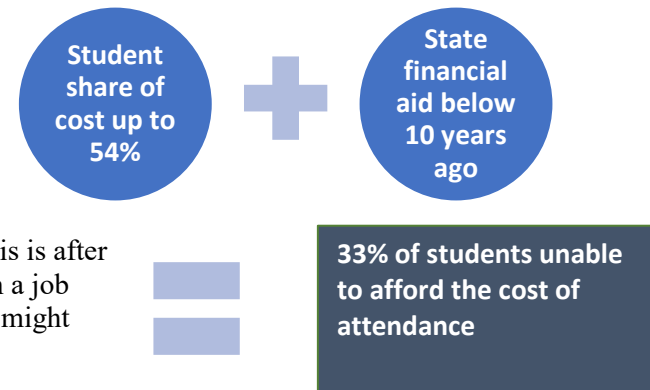 Student
share of
cost up to
54%
State
financial
aid below
10 years
ago
is is after
a job
might
33% of students unable
to afford the cost of
attendance